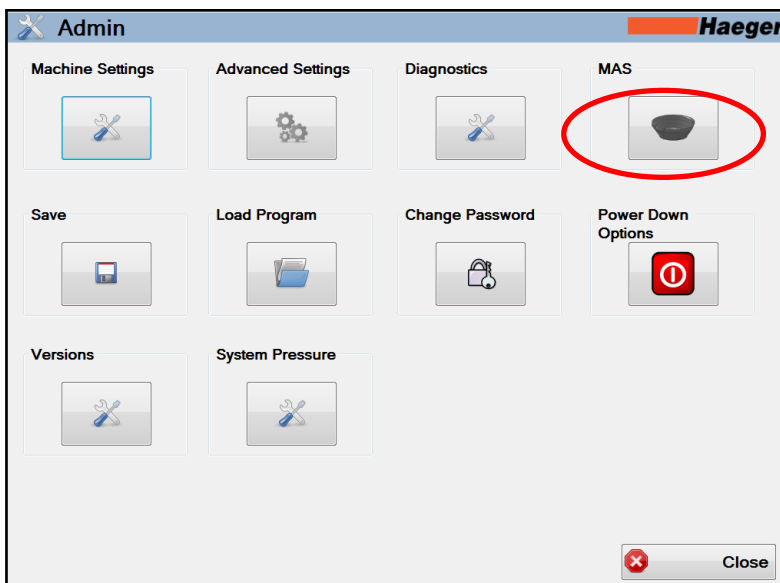 Admin
Haeger
Machine Settings
Advanced Settings
Diagnostics
MAS
Save
Load Program
Change Password
Power Down
Options
Versions
System Pressure
Close